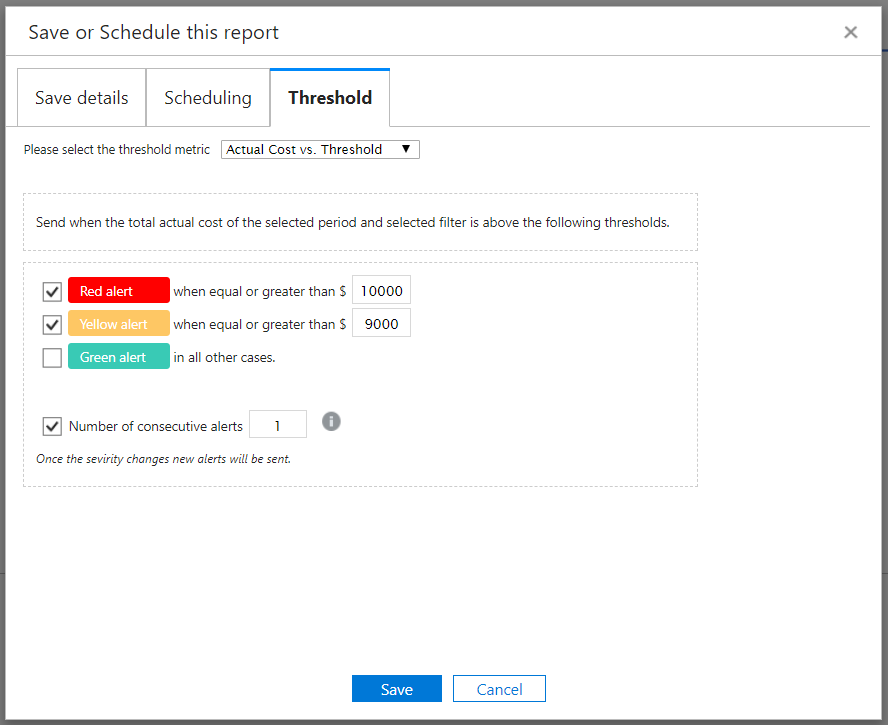 Save or Schedule this report
Save details Scheduling Threshold
Please select the threshold metric Actual Cost vs. Threshold
Send when the total actual cost of the selected period and selected filter is above the following thresholds.
Red alert when equal or greater than $ 10000
Yellow alert when equal or greater than $ 9000
Green alert in all other cases.
Number of consecutive alerts 1
Once the sevirity changes new alerts will be sent.
Save Cancel